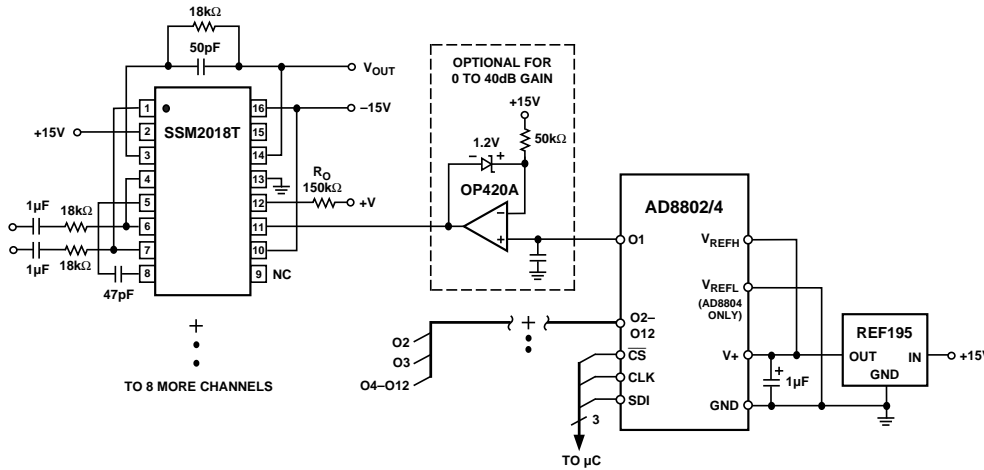 18kΩ
50pF
VOUT
OPTIONAL FOR
0 TO 40dB GAIN
+15V
50kΩ
1.2V
− +
OP420A
−
+
1
2
3
4
5
6
7
8
SSM2018T
16
15
14
13
12
11
10
9
−15V
+15V
RO
150kΩ
+V
NC
1µF
18kΩ
18kΩ
1µF
47pF
+
TO 8 MORE CHANNELS
AD8802/4
O1
VREFH
VREFL
(AD8804
ONLY)
O2–
O12
CS
CLK
SDI
V+
GND
+
O2
O3
O4–O12
3
TO µC
+
1µF
REF195
OUT
IN
GND
+15V